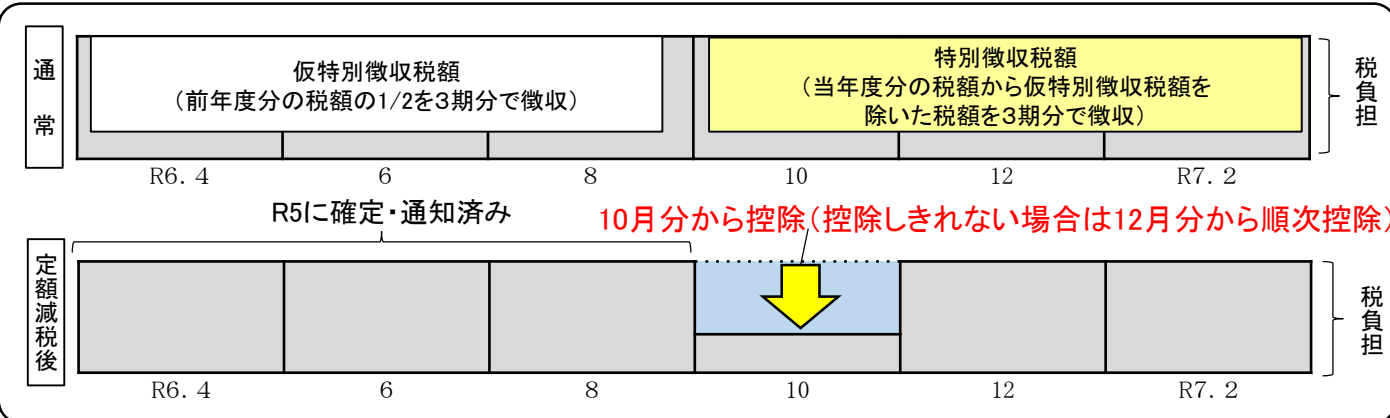 通常
仮特別徴収税額
（前年度分の税額の1/2を3期分で徴収）
特別徴収税額
（当年度分の税額から仮特別徴収税額を
除いた税額を3期分で徴収）
税負担
R6.4 6 8 10 12 R7.2
R5に確定・通知済み
10月分から控除（控除しきれない場合は12月分から順次控除）
定額減税後
税負担
R6.4 6 8 10 12 R7.2